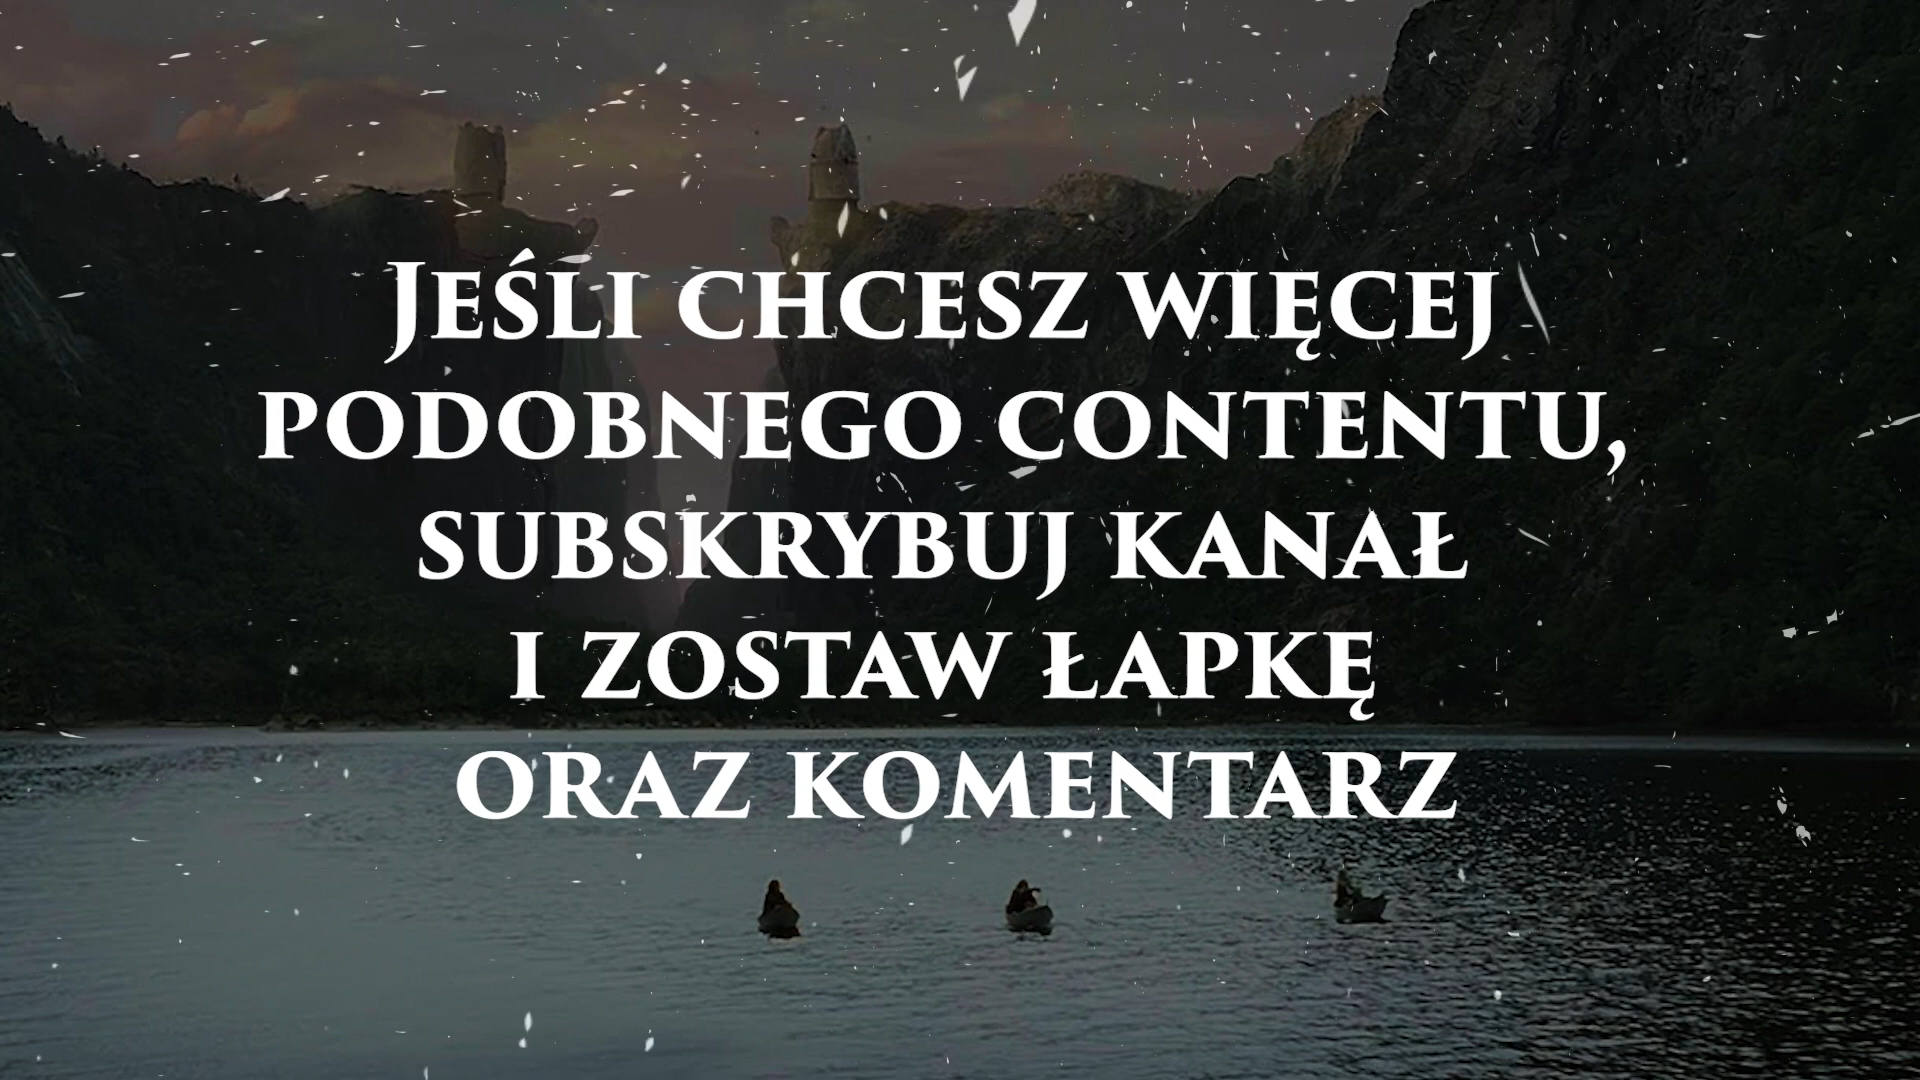 Jeśli chcesz więcej
podobnego contentu,
subskrybuj kanał
i zostaw łapkę
oraz komentarz